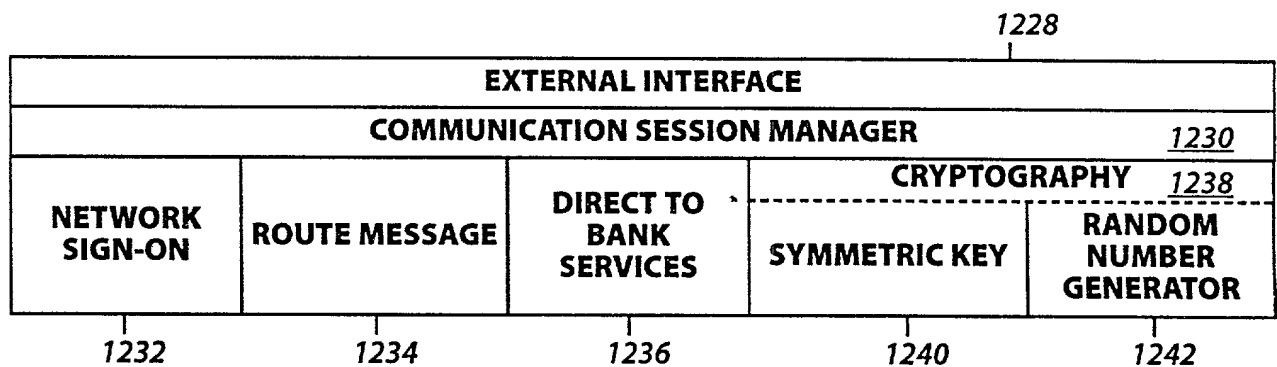 1228
EXTERNAL INTERFACE
COMMUNICATION SESSION MANAGER 1230
NETWORK
SIGN-ON
ROUTE MESSAGE
DIRECT TO
BANK
SERVICES
CRYPTOGRAPHY 1238
SYMMETRIC KEY
RANDOM
NUMBER
GENERATOR
1232 1234 1236 1240 1242